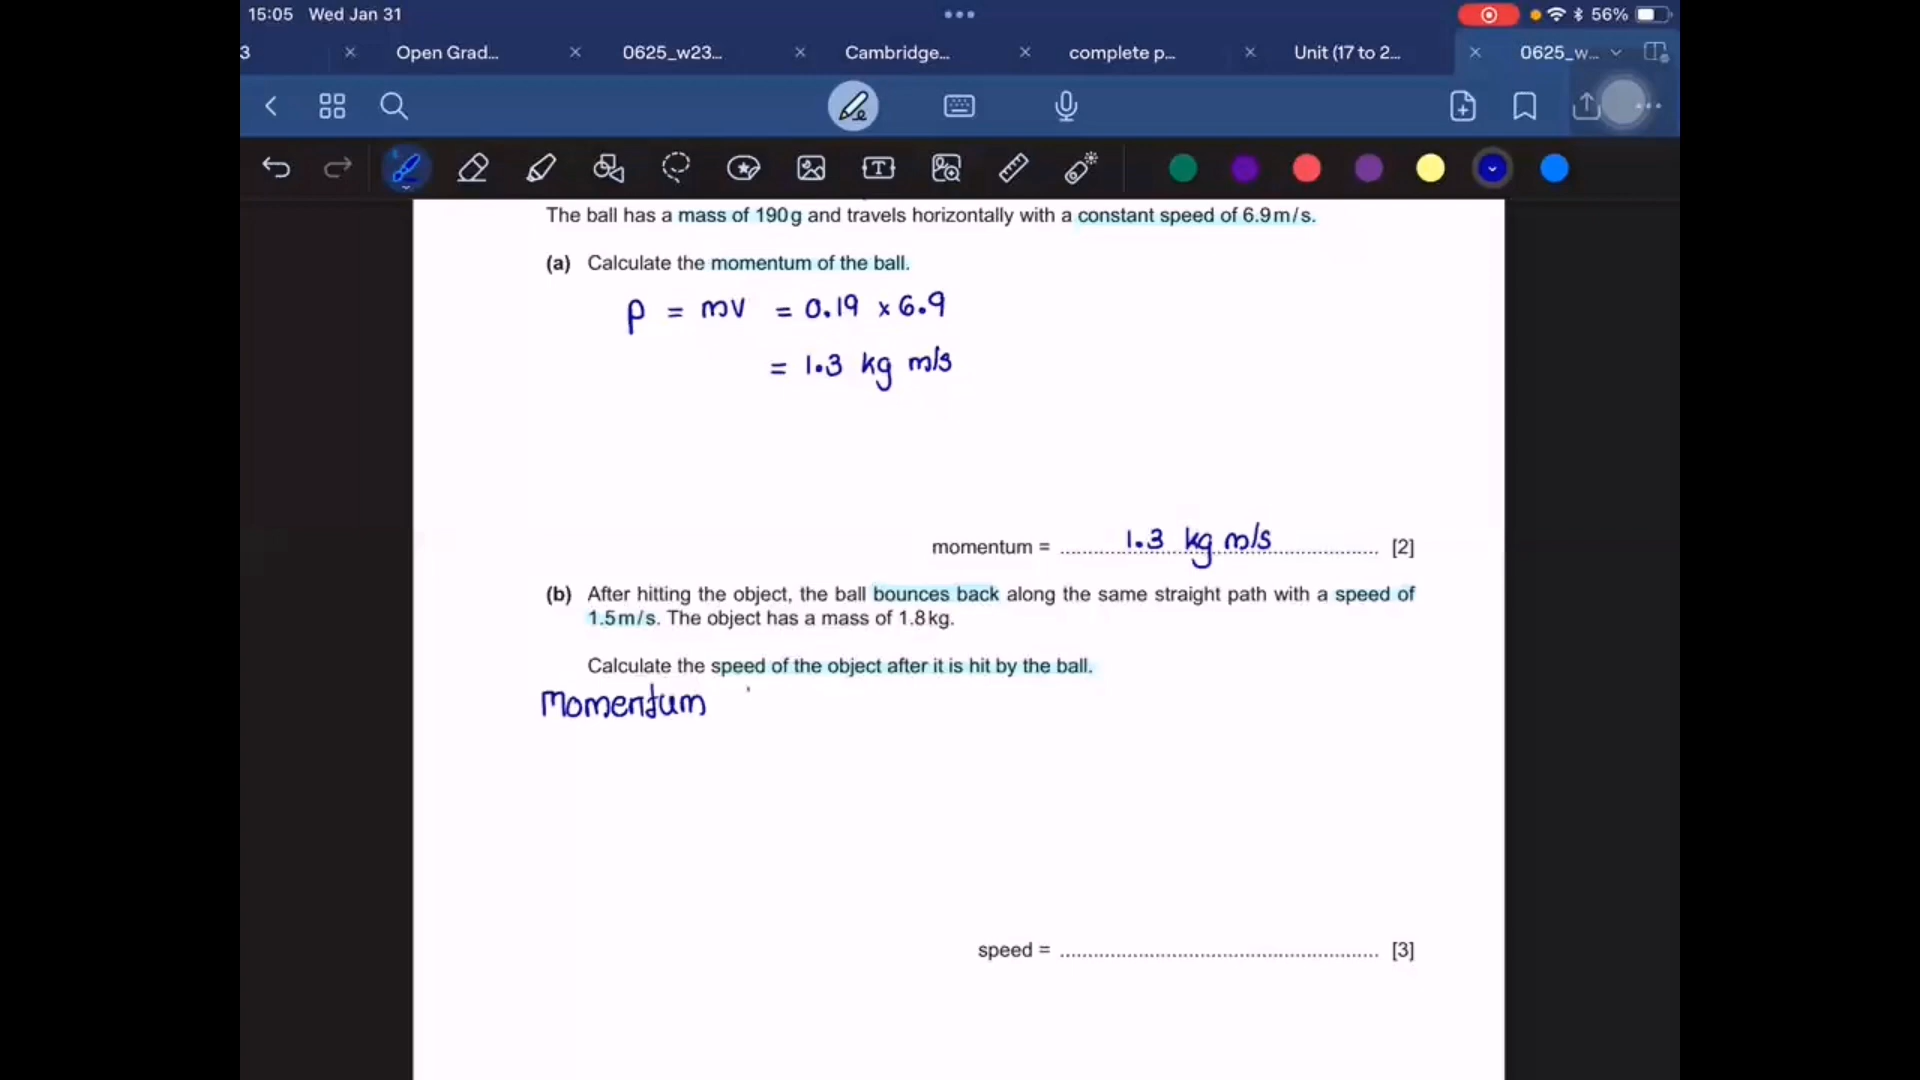 15:05 Wed Jan 31
56%
3
Open Grad...
0625_w23...
Cambridge...
complete p...
Unit (17 to 2...
0625_w...
The ball has a mass of 190g and travels horizontally with a constant speed of 6.9m/s.
(a) Calculate the momentum of the ball.
p = mv = 0.19 × 6.9
= 1.3 kg m/s
momentum = 1.3 kg m/s [2]
(b) After hitting the object, the ball bounces back along the same straight path with a speed of
1.5m/s. The object has a mass of 1.8kg.
Calculate the speed of the object after it is hit by the ball.
Momentum
speed = ........................................................ [3]